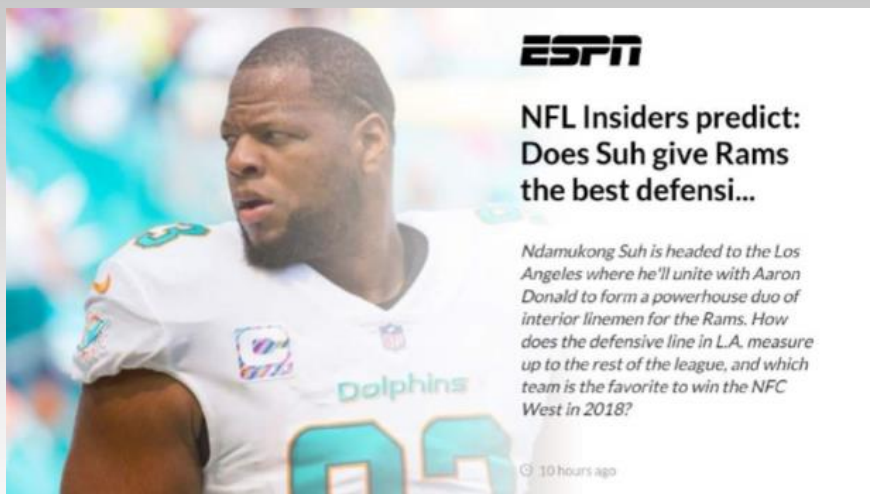 ESPN
NFL Insiders predict:
Does Suh give Rams
the best defensi...
Ndamukong Suh is headed to the Los
Angeles where he'll unite with Aaron
Donald to form a powerhouse duo of
interior linemen for the Rams. How
does the defensive line in L.A. measure
up to the rest of the league, and which
team is the favorite to win the NFC
West in 2018?
10 hours ago
Dolphins
93